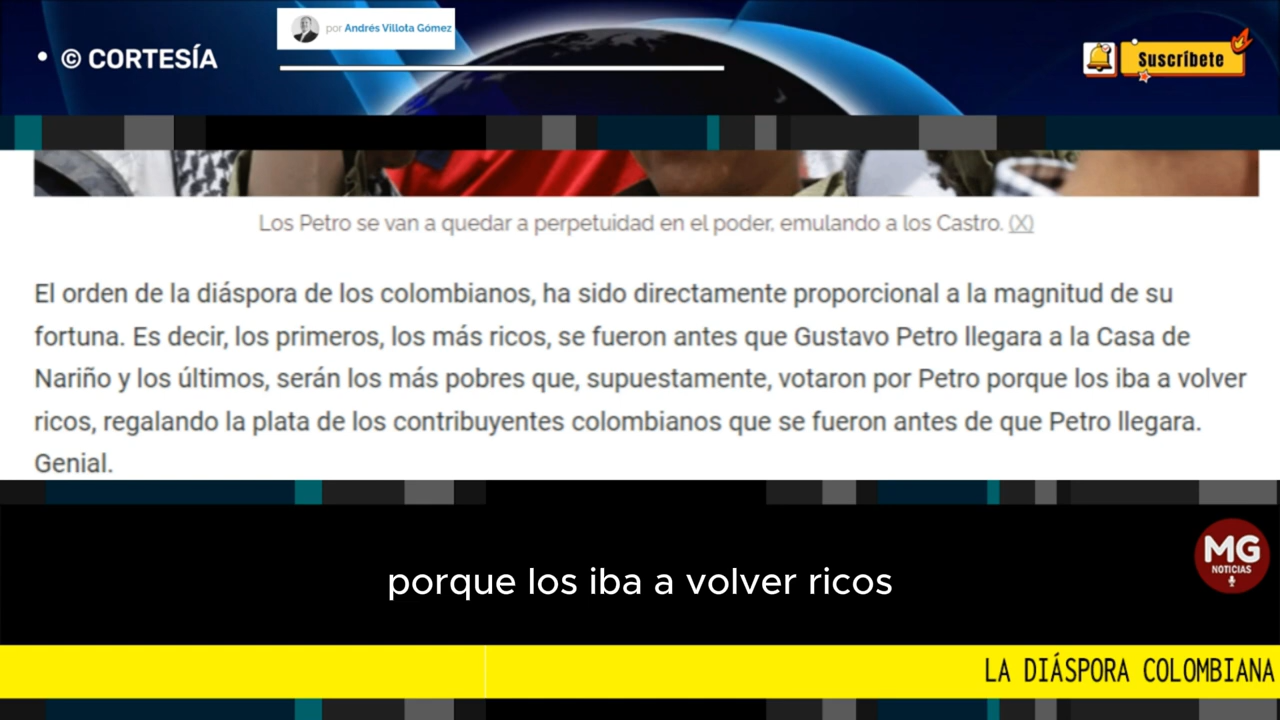 • © CORTESÍA
por Andrés Villota Gómez
Suscríbete
Los Petro se van a quedar a perpetuidad en el poder, emulando a los Castro. (X)
El orden de la diáspora de los colombianos, ha sido directamente proporcional a la magnitud de su
fortuna. Es decir, los primeros, los más ricos, se fueron antes que Gustavo Petro llegara a la Casa de
Nariño y los últimos, serán los más pobres que, supuestamente, votaron por Petro porque los iba a volver
ricos, regalando la plata de los contribuyentes colombianos que se fueron antes de que Petro llegara.
Genial.
MG
NOTICIAS
porque los iba a volver ricos
LA DIÁSPORA COLOMBIANA